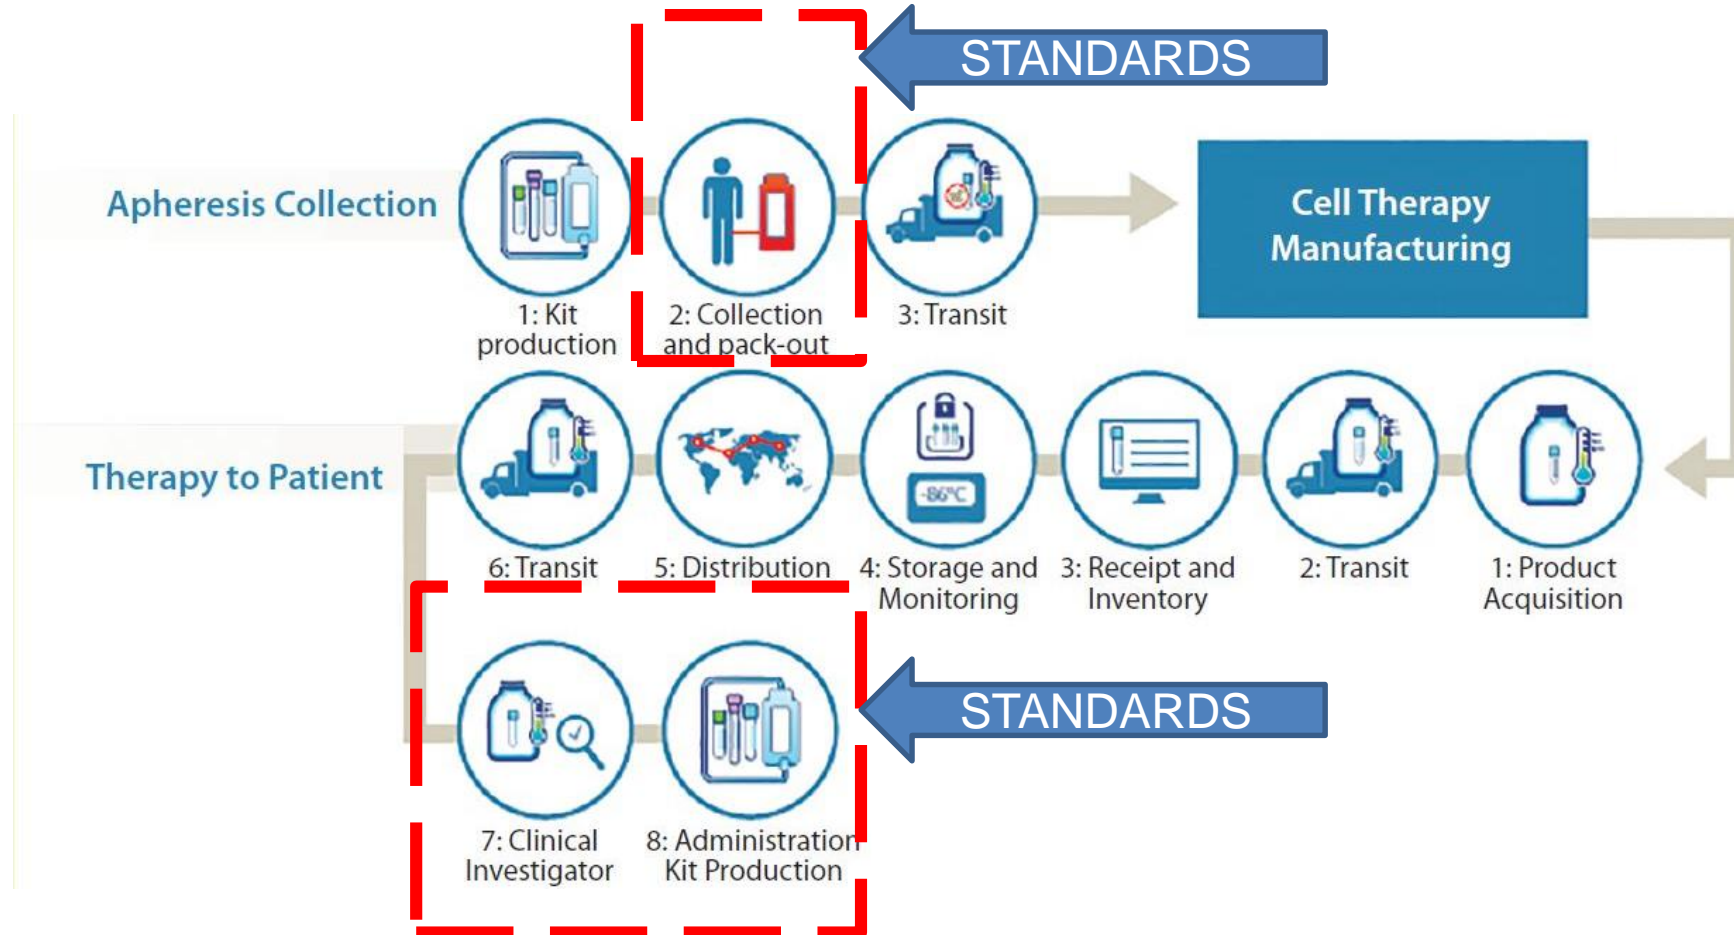 STANDARDS
Apheresis Collection
1: Kit
production
2: Collection
and pack-out
3: Transit
Cell Therapy
Manufacturing
Therapy to Patient
6: Transit
5: Distribution
4: Storage and
Monitoring
-86°C
3: Receipt and
Inventory
2: Transit
1: Product
Acquisition
STANDARDS
7: Clinical
Investigator
8: Administration
Kit Production